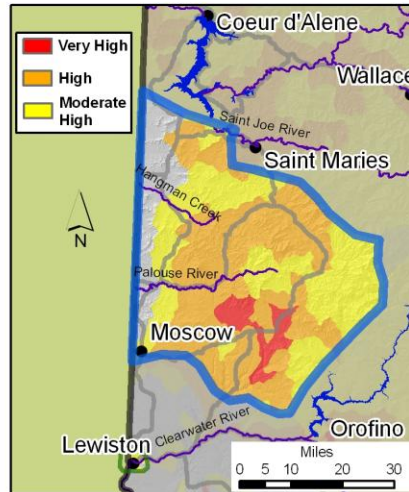 Coeur d'Alene
Very High
High
Moderate
High
Wallace
Saint Joe River
Saint Maries
Hangman Creek
N
Palouse River
Moscow
Clearwater River
Orofino
Lewiston
Miles
0 5 10 20 30